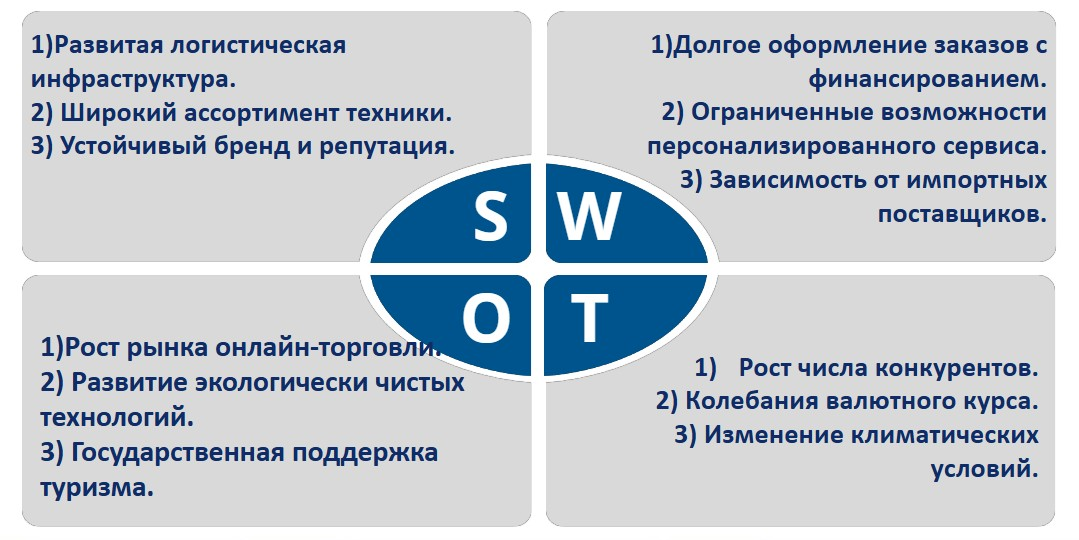 1)Развитая логистическая
инфраструктура.
2) Широкий ассортимент техники.
3) Устойчивый бренд и репутация.
1)Долгое оформление заказов с
финансированием.
2) Ограниченные возможности
персонализированного сервиса.
3) Зависимость от импортных
поставщиков.
S
W
O
T
1)Рост рынка онлайн-торговли.
2) Развитие экологически чистых
технологий.
3) Государственная поддержка
туризма.
1) Рост числа конкурентов.
2) Колебания валютного курса.
3) Изменение климатических
условий.